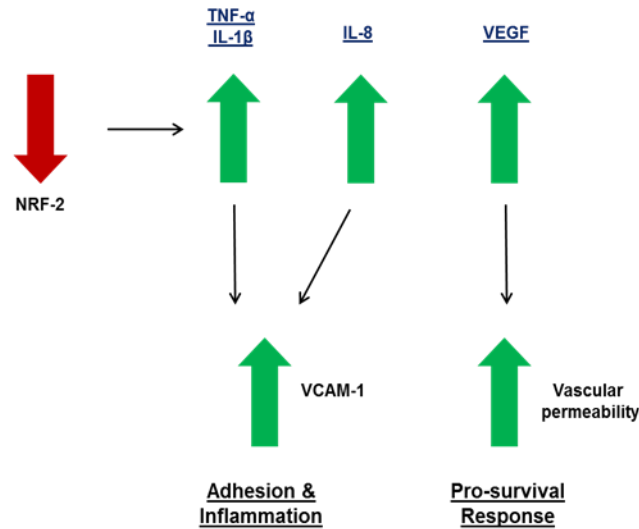 TNF-α
IL-1β
IL-8
VEGF
NRF-2
VCAM-1
Vascular
permeability
Adhesion &
Inflammation
Pro-survival
Response